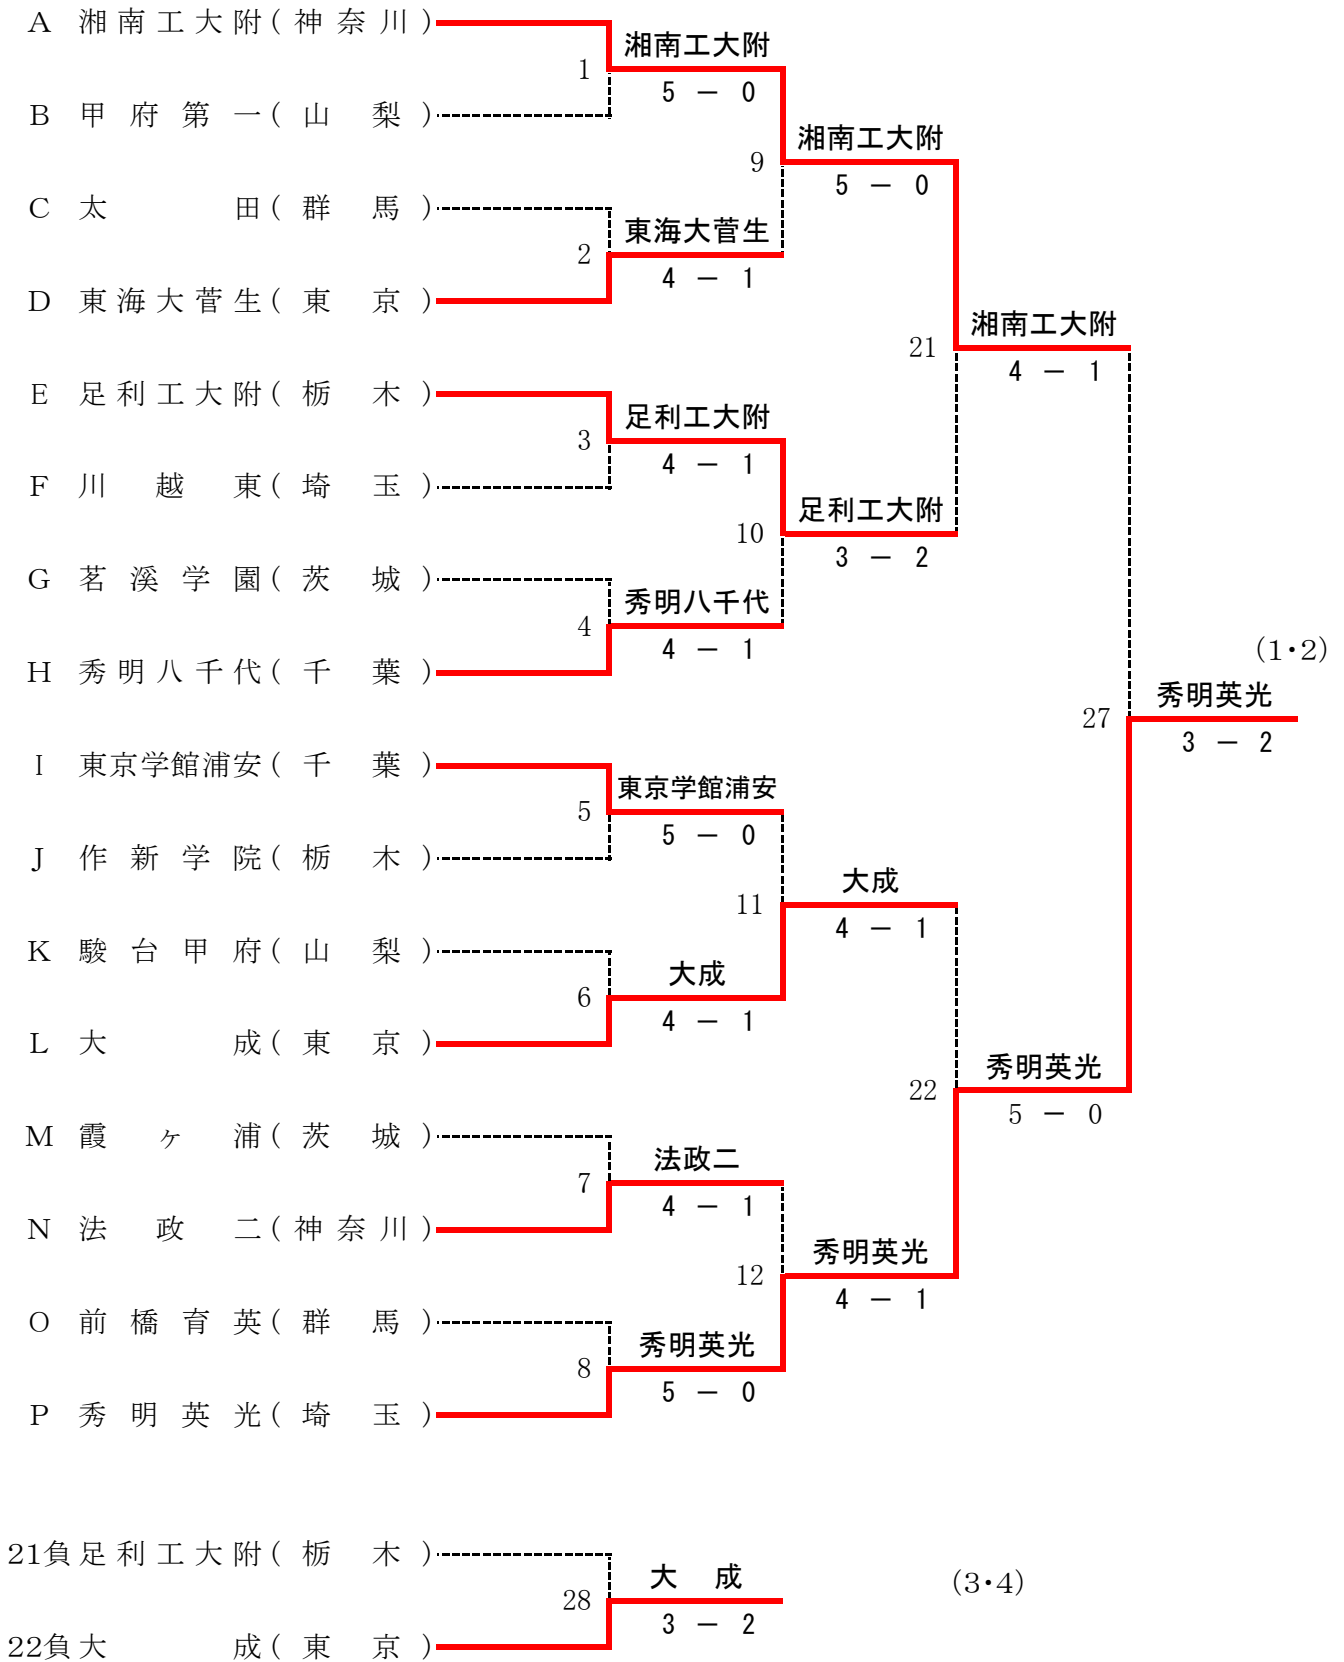 A 湘南工大附(神奈川)
湘南工大附
1
5 － 0
B 甲府第一(山梨)
湘南工大附
9
5 － 0
C 太田(群馬)
東海大菅生
2
4 － 1
D 東海大菅生(東京)
湘南工大附
21
4 － 1
E 足利工大附(栃木)
足利工大附
3
4 － 1
F 川越東(埼玉)
足利工大附
10
3 － 2
G 茗溪学園(茨城)
秀明八千代
4
4 － 1
H 秀明八千代(千葉)
(1・2)
秀明英光
27
3 － 2
I 東京学館浦安(千葉)
東京学館浦安
5
5 － 0
J 作新学院(栃木)
大成
11
4 － 1
K 駿台甲府(山梨)
大成
6
4 － 1
L 大成(東京)
秀明英光
22
5 － 0
M 霞ヶ浦(茨城)
法政二
7
4 － 1
N 法政二(神奈川)
秀明英光
12
4 － 1
O 前橋育英(群馬)
秀明英光
8
5 － 0
P 秀明英光(埼玉)
21負 足利工大附(栃木)
大 成
(3・4)
28
3 － 2
22負 大成(東京)